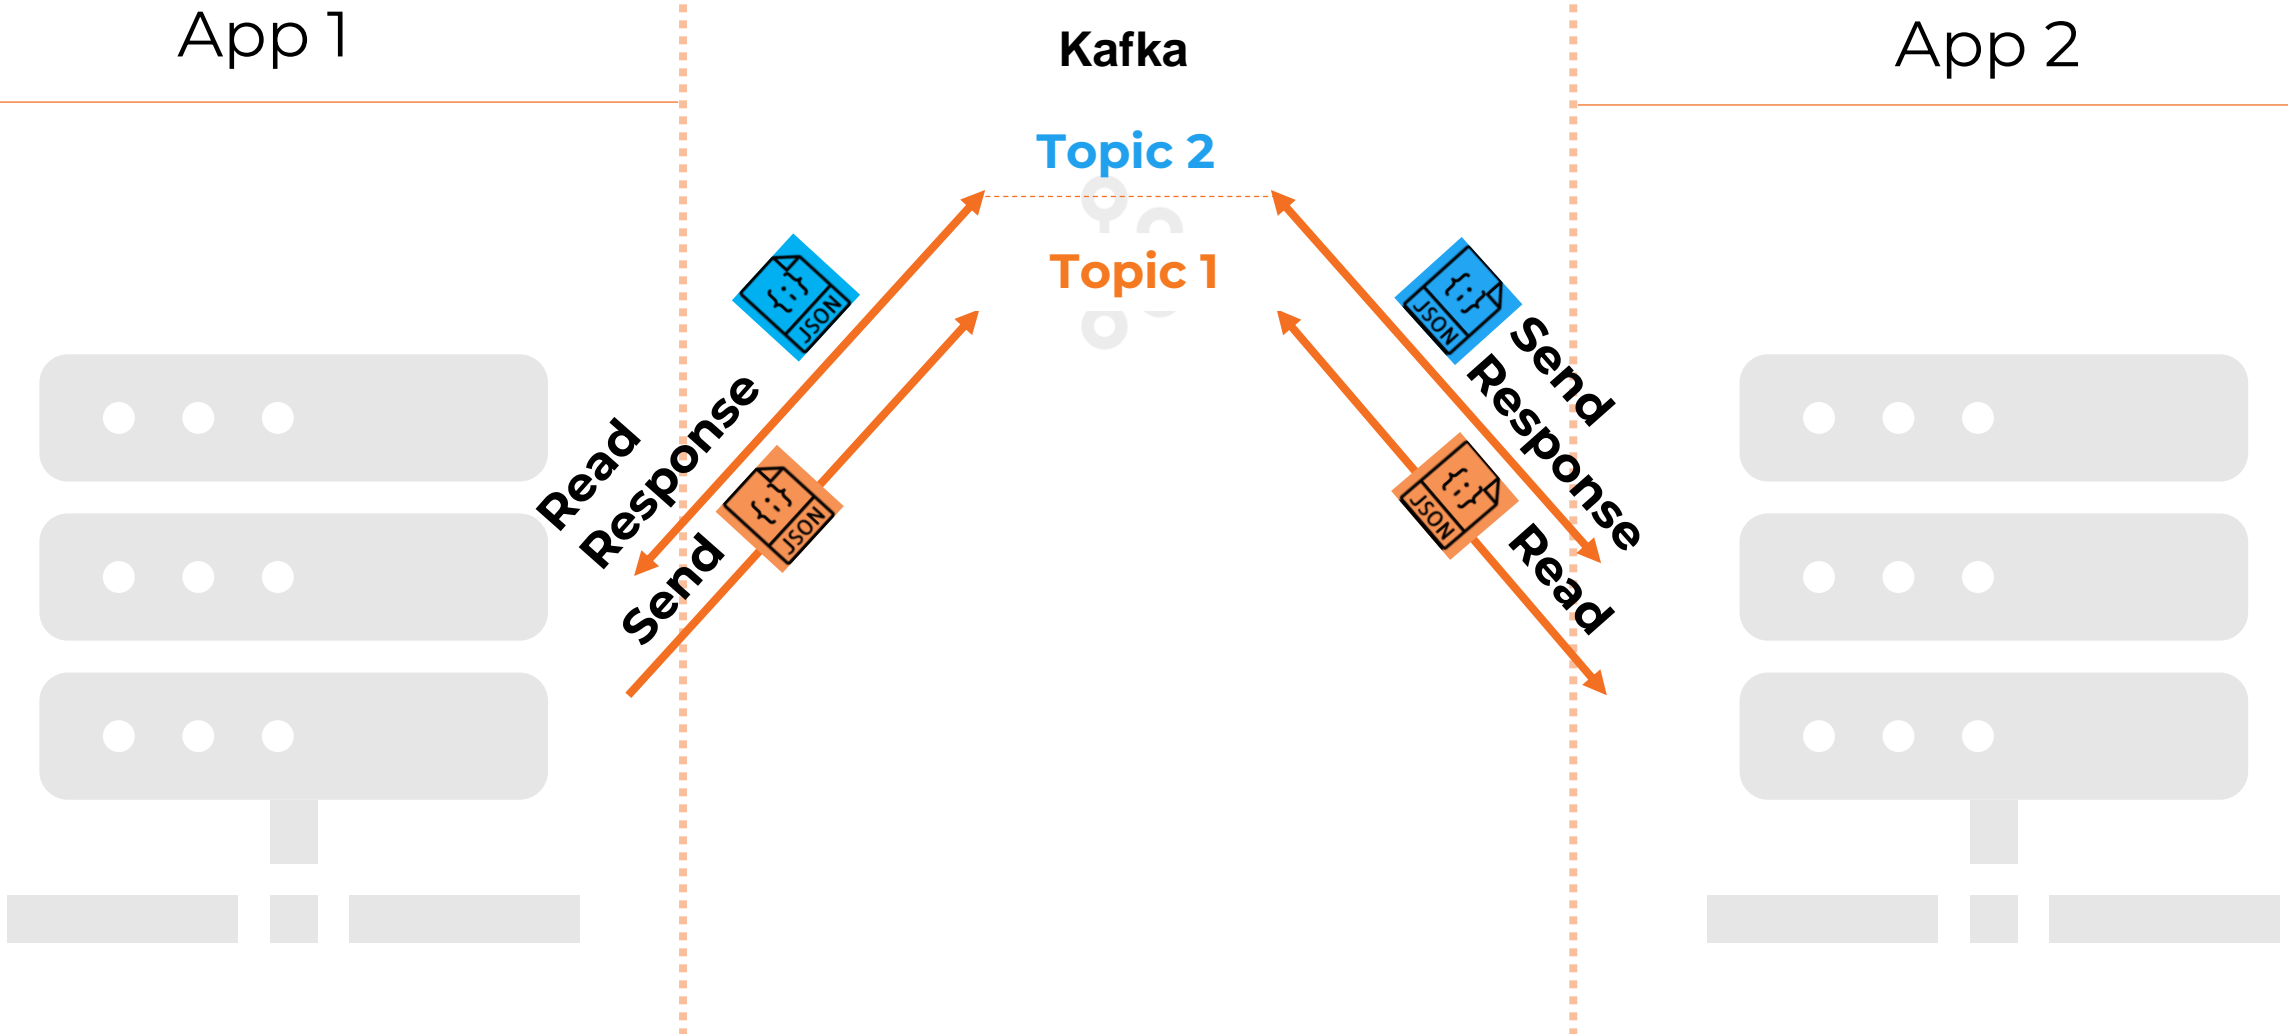 App 1
Kafka
App 2
Topic 2
Topic 1
{:}
JSON
{:}
JSON
Read
Response
Send
Response
{:}
JSON
{:}
JSON
Send
Read